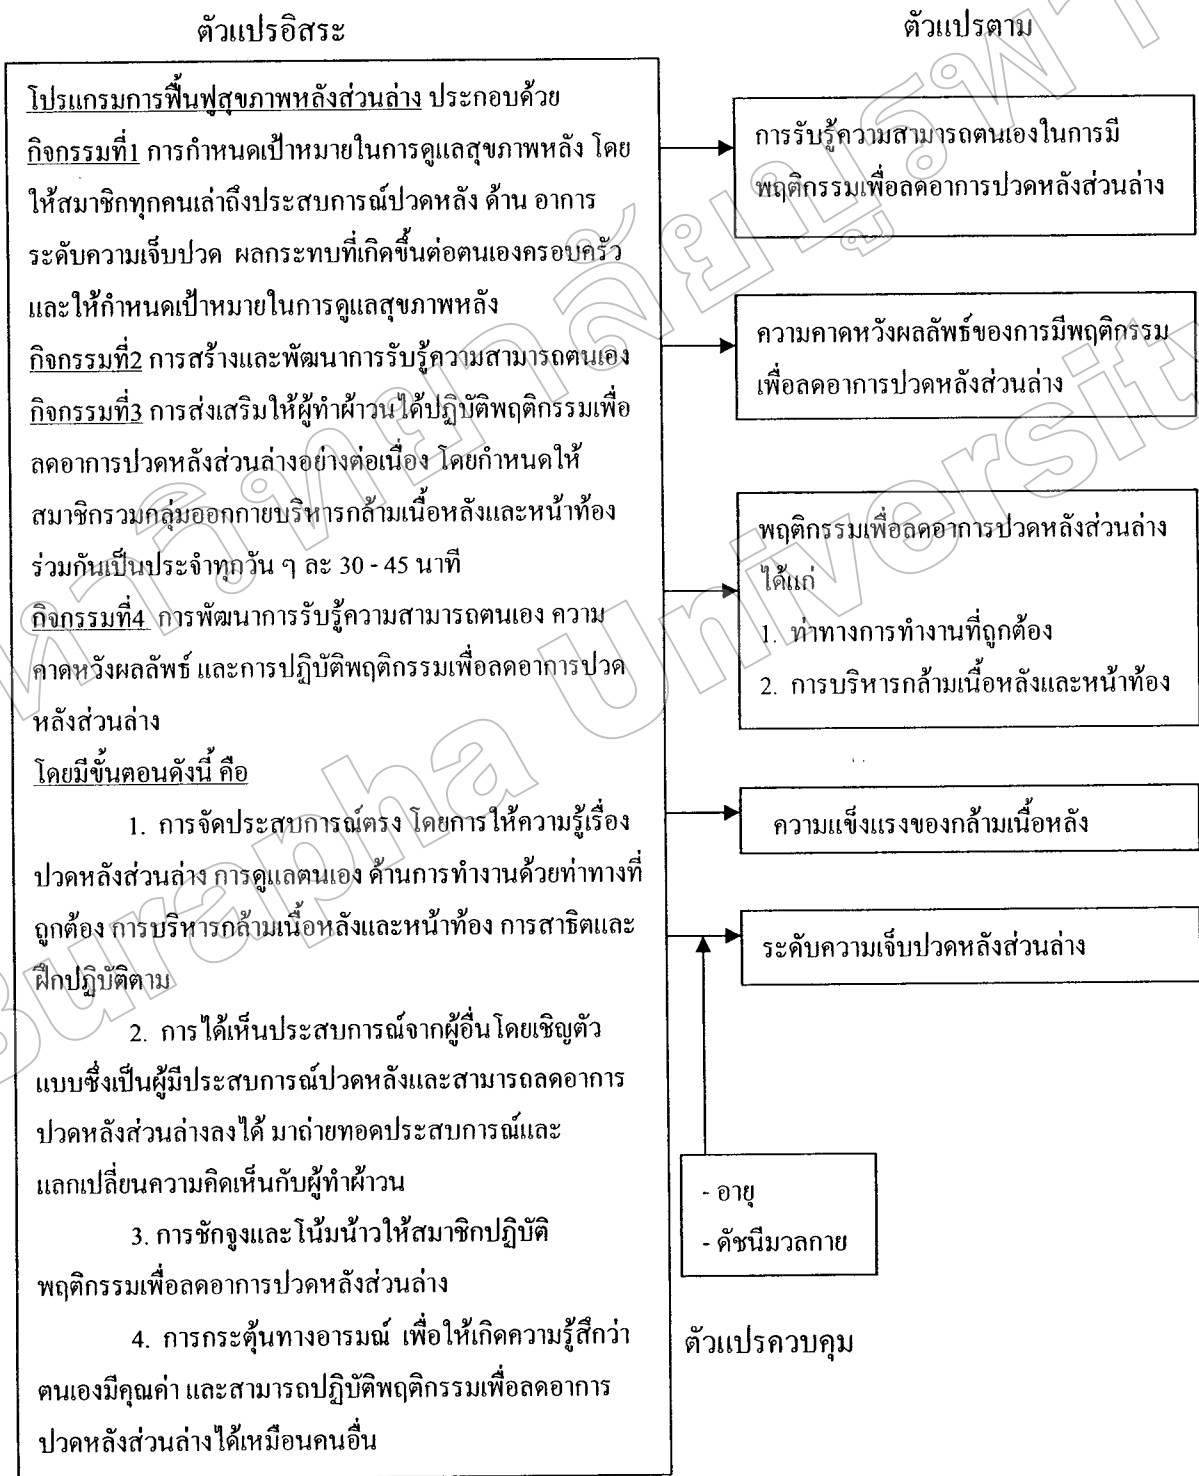 ตัวแปรอิสระ
โปรแกรมการฟื้นฟูสุขภาพหลังส่วนล่าง ประกอบด้วย
กิจกรรมที่1 การกำหนดเป้าหมายในการดูแลสุขภาพหลัง โดย
ให้สมาชิกทุกคนเล่าถึงประสบการณ์ปวดหลัง ด้าน อาการ
ระดับความเจ็บปวด ผลกระทบที่เกิดขึ้นต่อตนเองครอบครัว
และให้กำหนดเป้าหมายในการดูแลสุขภาพหลัง
กิจกรรมที่2 การสร้างและพัฒนาการรับรู้ความสามารถตนเอง
กิจกรรมที่3 การส่งเสริมให้ผู้ทำผ้าวนได้ปฏิบัติพฤติกรรมเพื่อ
ลดอาการปวดหลังส่วนล่างอย่างต่อเนื่อง โดยกำหนดให้
สมาชิกรวมกลุ่มออกกายบริหารกล้ามเนื้อหลังและหน้าท้อง
ร่วมกันเป็นประจำทุกวัน ๆ ละ 30 - 45 นาที
กิจกรรมที่4 การพัฒนาการรับรู้ความสามารถตนเอง ความ
คาดหวังผลลัพธ์ และการปฏิบัติพฤติกรรมเพื่อลดอาการปวด
หลังส่วนล่าง
โดยมีขั้นตอนดังนี้ คือ
1. การจัดประสบการณ์ตรง โดยการให้ความรู้เรื่อง
ปวดหลังส่วนล่าง การดูแลตนเอง ด้านการทำงานด้วยท่าทางที่
ถูกต้อง การบริหารกล้ามเนื้อหลังและหน้าท้อง การสาธิตและ
ฝึกปฏิบัติตาม
2. การได้เห็นประสบการณ์จากผู้อื่น โดยเชิญตัว
แบบซึ่งเป็นผู้มีประสบการณ์ปวดหลังและสามารถลดอาการ
ปวดหลังส่วนล่างลงได้ มาถ่ายทอดประสบการณ์และ
แลกเปลี่ยนความคิดเห็นกับผู้ทำผ้าวน
3. การชักจูงและโน้มน้าวให้สมาชิกปฏิบัติ
พฤติกรรมเพื่อลดอาการปวดหลังส่วนล่าง
4. การกระตุ้นทางอารมณ์ เพื่อให้เกิดความรู้สึกว่า
ตนเองมีคุณค่า และสามารถปฏิบัติพฤติกรรมเพื่อลดอาการ
ปวดหลังส่วนล่างได้เหมือนคนอื่น
ตัวแปรตาม
การรับรู้ความสามารถตนเองในการมี
พฤติกรรมเพื่อลดอาการปวดหลังส่วนล่าง
ความคาดหวังผลลัพธ์ของการมีพฤติกรรม
เพื่อลดอาการปวดหลังส่วนล่าง
พฤติกรรมเพื่อลดอาการปวดหลังส่วนล่าง
ได้แก่
1. ท่าทางการทำงานที่ถูกต้อง
2. การบริหารกล้ามเนื้อหลังและหน้าท้อง
ความแข็งแรงของกล้ามเนื้อหลัง
ระดับความเจ็บปวดหลังส่วนล่าง
- อายุ
- ดัชนีมวลกาย
ตัวแปรควบคุม
Burapha University